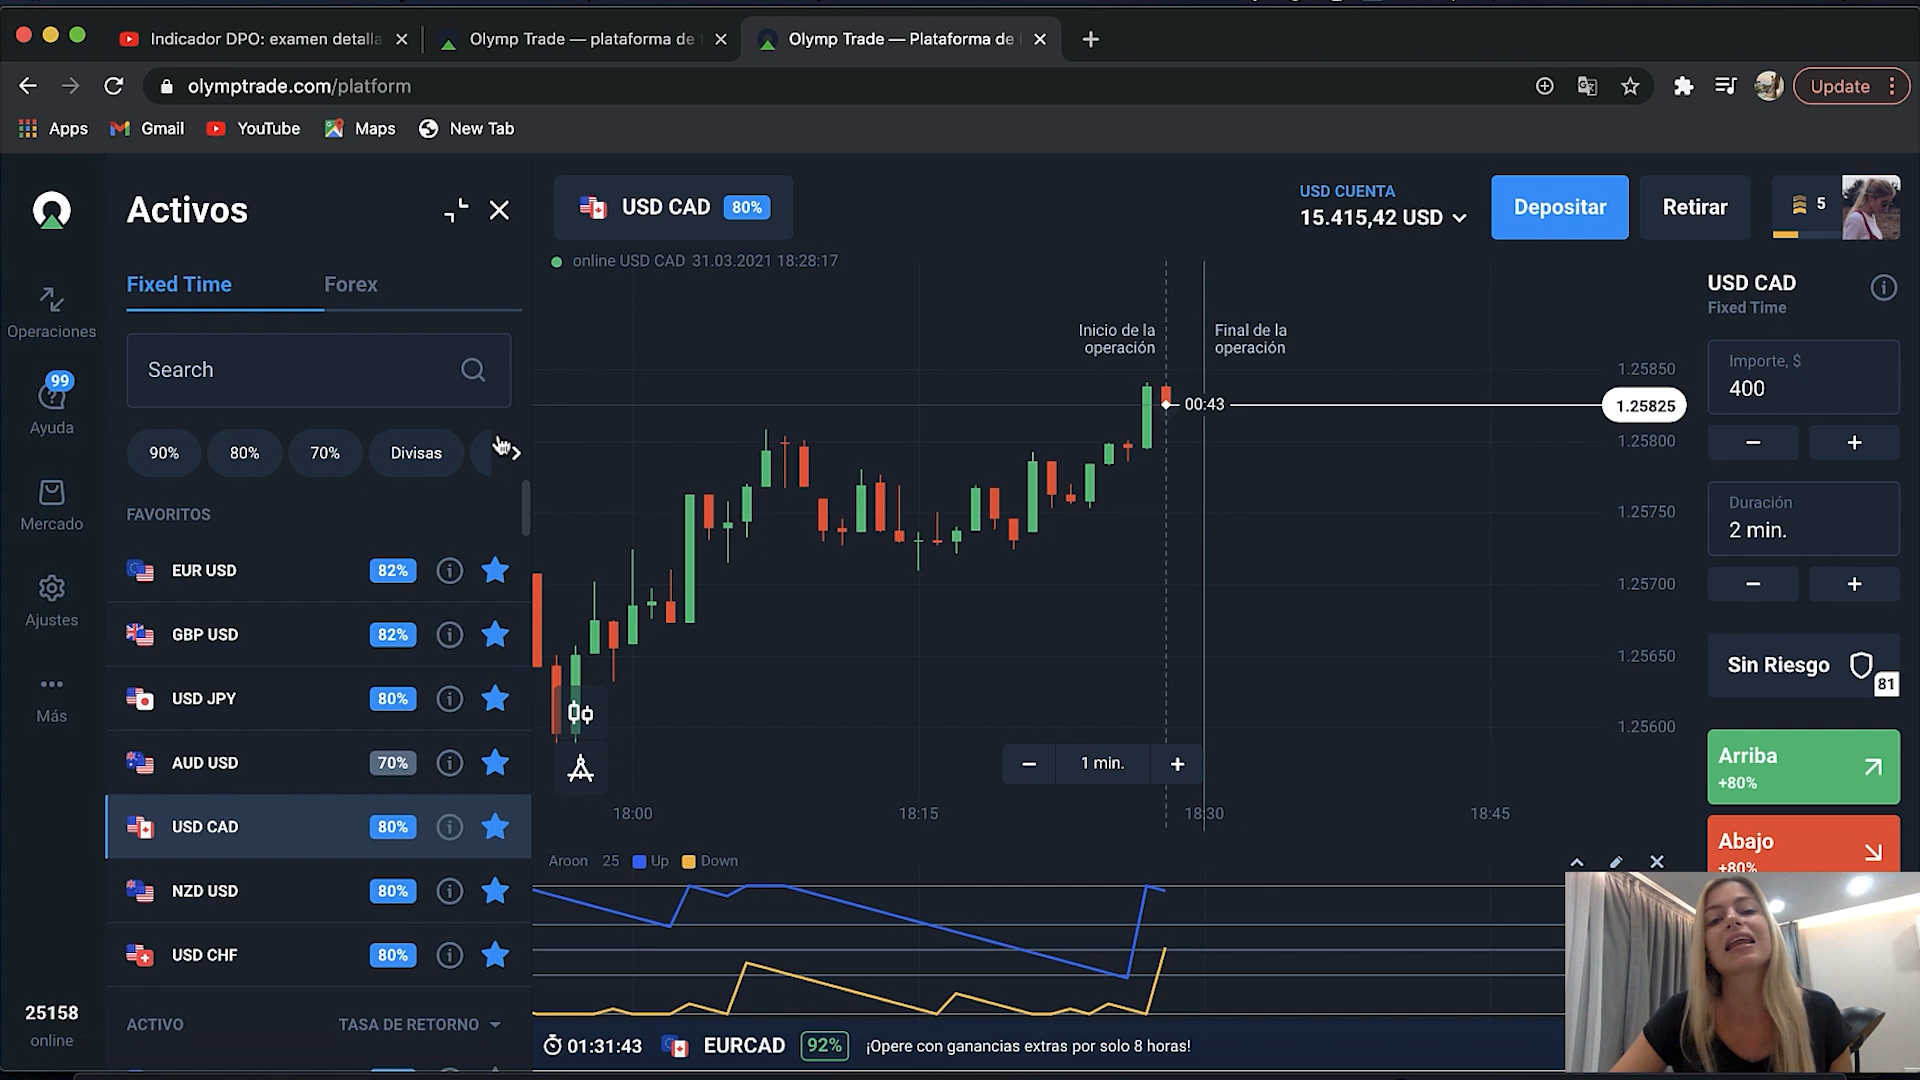 Indicador DPO: examen detalla
Olymp Trade — plataforma de t
Olymp Trade — Plataforma de i
olymptrade.com/platform
Update
Apps
Gmail
YouTube
Maps
New Tab
Activos
USD CAD 80%
USD CUENTA
15.415,42 USD
Depositar
Retirar
5
online USD CAD 31.03.2021 18:28:17
Fixed Time
Forex
USD CAD
Fixed Time
Operaciones
Search
Inicio de la
operación
Final de la
operación
Importe, $
400
99
Ayuda
1.25850
00:43
1.25825
1.25800
90%
80%
70%
Divisas
Mercado
FAVORITOS
1.25750
Duración
2 min.
EUR USD 82%
1.25700
Ajustes
GBP USD 82%
1.25650
Sin Riesgo
81
Más
USD JPY 80%
1.25600
AUD USD 70%
1 min.
Arriba
+80%
18:00
18:15
18:30
18:45
USD CAD 80%
Abajo
+80%
Aroon 25 Up Down
NZD USD 80%
USD CHF 80%
25158
online
ACTIVO
TASA DE RETORNO
01:31:43
EURCAD
92%
¡Opere con ganancias extras por solo 8 horas!